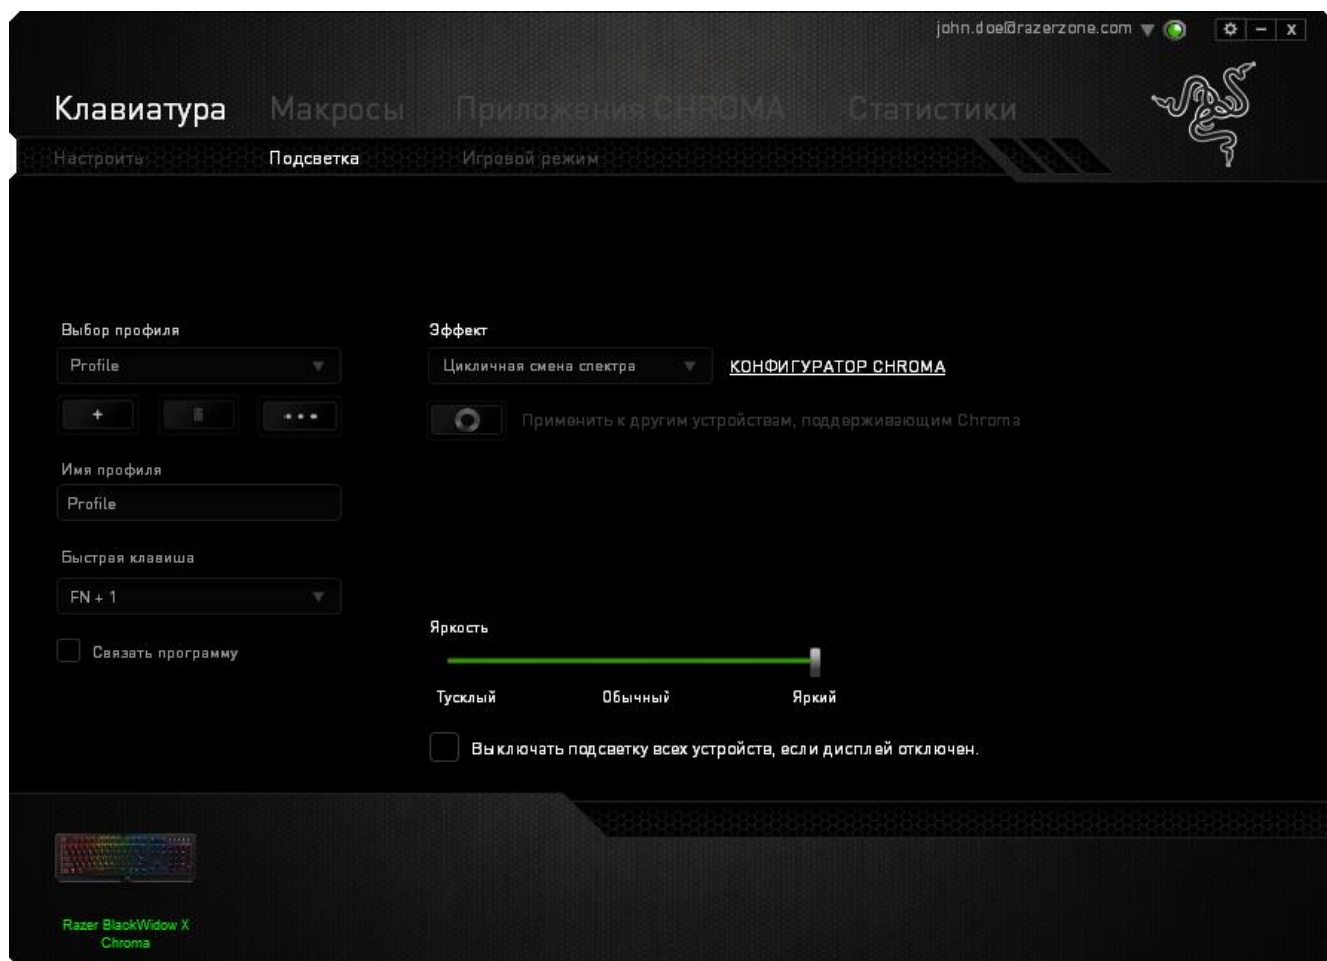 john.doe@razerzone.com
Клавиатура Макросы Приложения CHROMA Статистики
Настроить Подсветка Игровой режим
Выбор профиля
Profile
Имя профиля
Profile
Быстрая клавиша
FN + 1
Связать программу
Эффект
Цикличная смена спектра КОНФИГУРАТОР CHROMA
Применить к другим устройствам, поддерживающим Chroma
Яркость
Тусклый Обычный Яркий
Выключать подсветку всех устройств, если дисплей отключен.
Razer BlackWidow X
Chroma